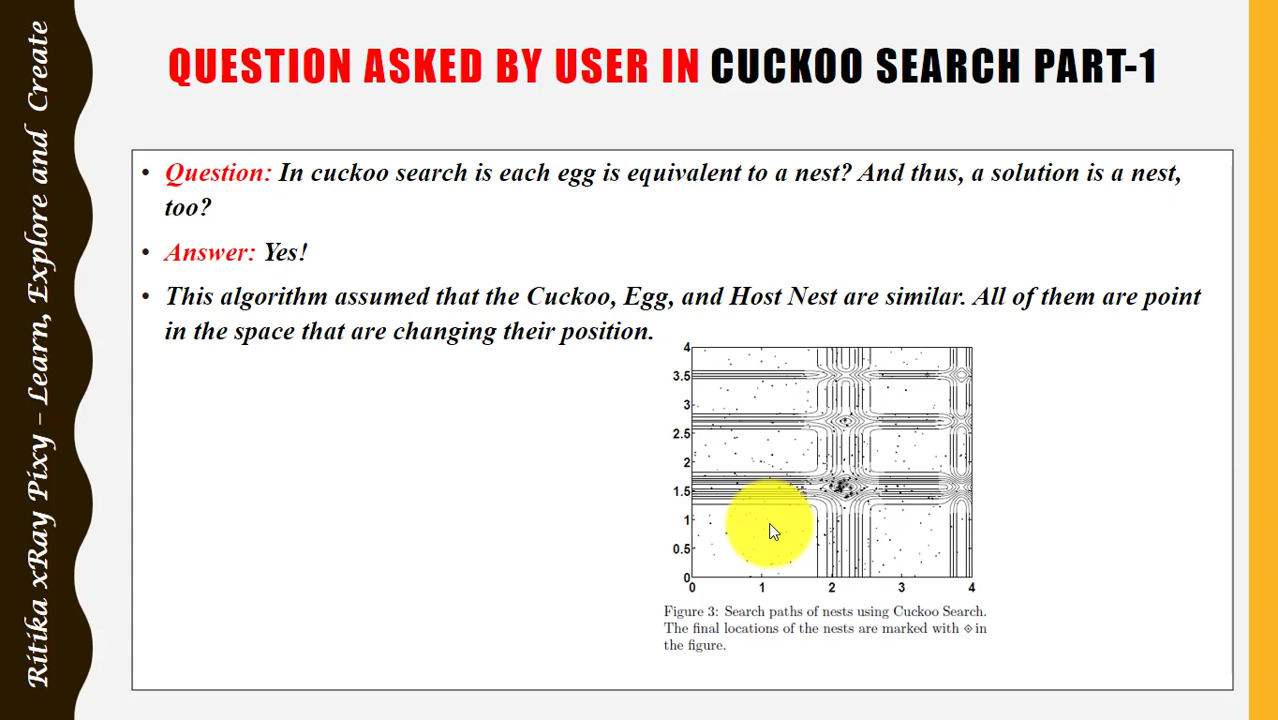 QUESTION ASKED BY USER IN CUCKOO SEARCH PART-1
Ritika xRay Pixy – Learn, Explore and Create
• Question: In cuckoo search is each egg is equivalent to a nest? And thus, a solution is a nest,
too?
• Answer: Yes!
• This algorithm assumed that the Cuckoo, Egg, and Host Nest are similar. All of them are point
in the space that are changing their position.
4
3.5
3
2.5
2
1.5
1
0.5
0
0 1 2 3 4
Figure 3: Search paths of nests using Cuckoo Search.
The final locations of the nests are marked with ⋄ in
the figure.